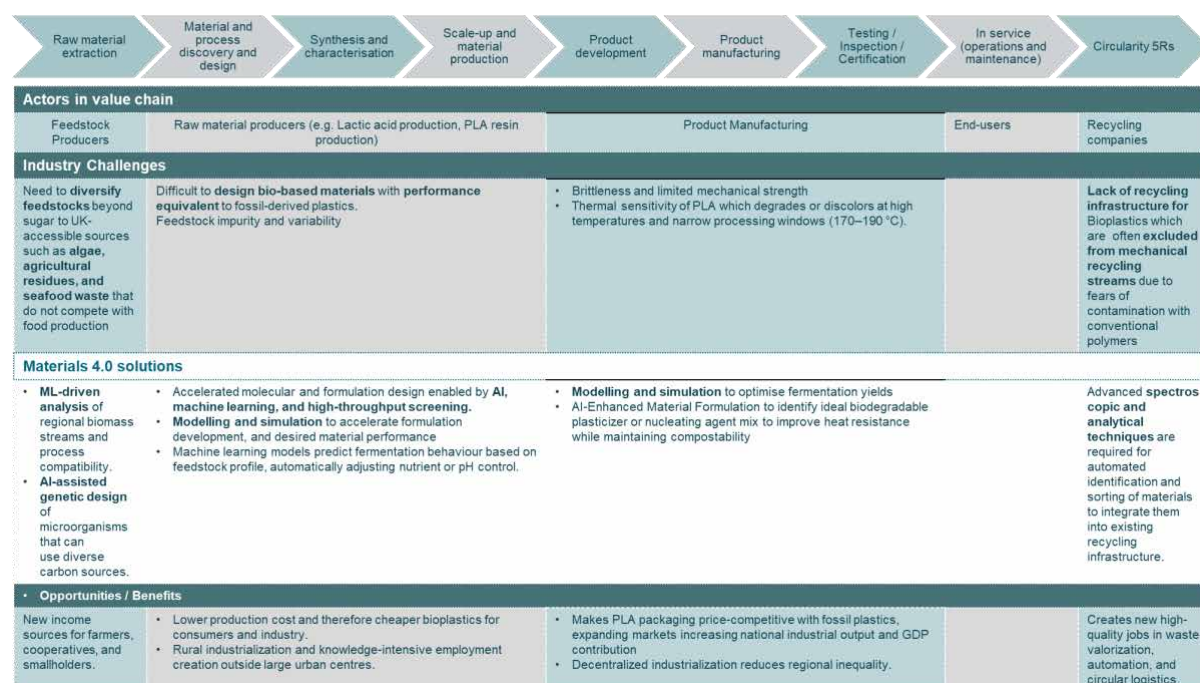 Raw material
extraction
Material and
process
discovery and
design
Synthesis and
characterisation
Scale-up and
material
production
Product
development
Product
manufacturing
Testing /
Inspection /
Certification
In service
(operations and
maintenance)
Circularity 5Rs
Actors in value chain
Feedstock
Producers
Raw material producers (e.g. Lactic acid production, PLA resin
production)
Product Manufacturing
End-users
Recycling
companies
Industry Challenges
Need to diversify
feedstocks beyond
sugar to UK-
accessible sources
such as algae,
agricultural
residues, and
seafood waste that
do not compete with
food production
Difficult to design bio-based materials with performance
equivalent to fossil-derived plastics.
Feedstock impurity and variability
• Brittleness and limited mechanical strength
• Thermal sensitivity of PLA which degrades or discolors at high
temperatures and narrow processing windows (170–190 °C).
Lack of recycling
infrastructure for
Bioplastics which
are often excluded
from mechanical
recycling
streams due to
fears of
contamination with
conventional
polymers
Materials 4.0 solutions
• ML-driven
analysis of
regional biomass
streams and
process
compatibility.
• AI-assisted
genetic design
of
microorganisms
that can
use diverse
carbon sources.
• Accelerated molecular and formulation design enabled by AI,
machine learning, and high-throughput screening.
• Modelling and simulation to accelerate formulation
development, and desired material performance
• Machine learning models predict fermentation behaviour based on
feedstock profile, automatically adjusting nutrient or pH control.
• Modelling and simulation to optimise fermentation yields
• AI-Enhanced Material Formulation to identify ideal biodegradable
plasticizer or nucleating agent mix to improve heat resistance
while maintaining compostability
Advanced spectros
copic and
analytical
techniques are
required for
automated
identification and
sorting of materials
to integrate them
into existing
recycling
infrastructure.
• Opportunities / Benefits
New income
sources for farmers,
cooperatives, and
smallholders.
• Lower production cost and therefore cheaper bioplastics for
consumers and industry.
• Rural industrialization and knowledge-intensive employment
creation outside large urban centres.
• Makes PLA packaging price-competitive with fossil plastics,
expanding markets increasing national industrial output and GDP
contribution
• Decentralized industrialization reduces regional inequality.
Creates new high-
quality jobs in waste
valorization,
automation, and
circular logistics.